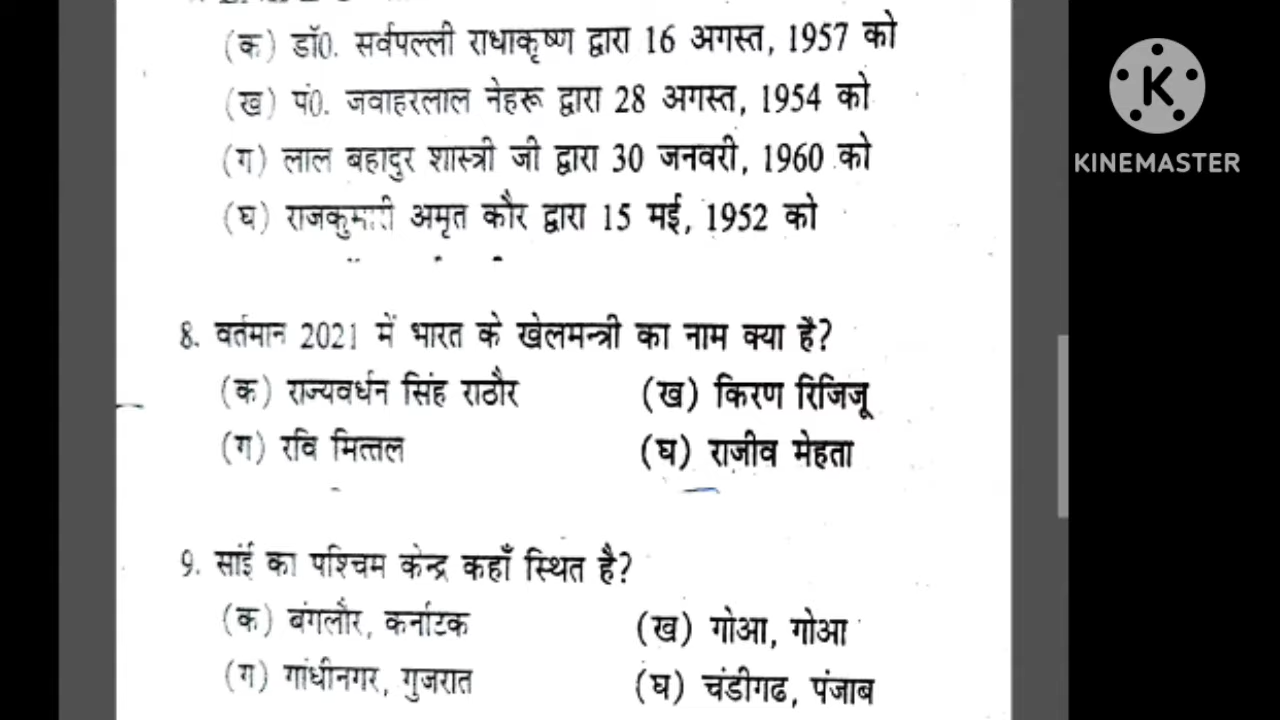 (क) डॉ0. सर्वपल्ली राधाकृष्ण द्वारा 16 अगस्त, 1957 को
(ख) पं0. जवाहरलाल नेहरू द्वारा 28 अगस्त, 1954 को
(ग) लाल बहादुर शास्त्री जी द्वारा 30 जनवरी, 1960 को
(घ) राजकुमारी अमृत कौर द्वारा 15 मई, 1952 को
8. वर्तमान 2021 में भारत के खेलमन्त्री का नाम क्या है?
(क) राज्यवर्धन सिंह राठौर (ख) किरण रिजिजू
(ग) रवि मित्तल (घ) राजीव मेहता
9. सांई का पश्चिम केन्द्र कहाँ स्थित है?
(क) बंगलौर, कर्नाटक (ख) गोआ, गोआ
(ग) गांधीनगर, गुजरात (घ) चंडीगढ, पंजाब
K
KINEMASTER